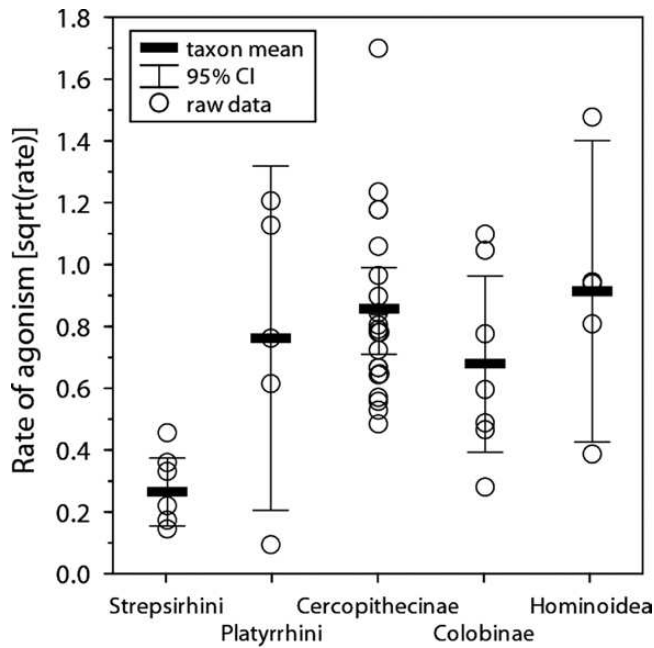 Rate of agonism [sqrt(rate)]
1.8
1.6
1.4
1.2
1.0
0.8
0.6
0.4
0.2
0.0
taxon mean
95% CI
raw data
Strepsirhini
Platyrrhini
Cercopithecinae
Colobinae
Hominoidea